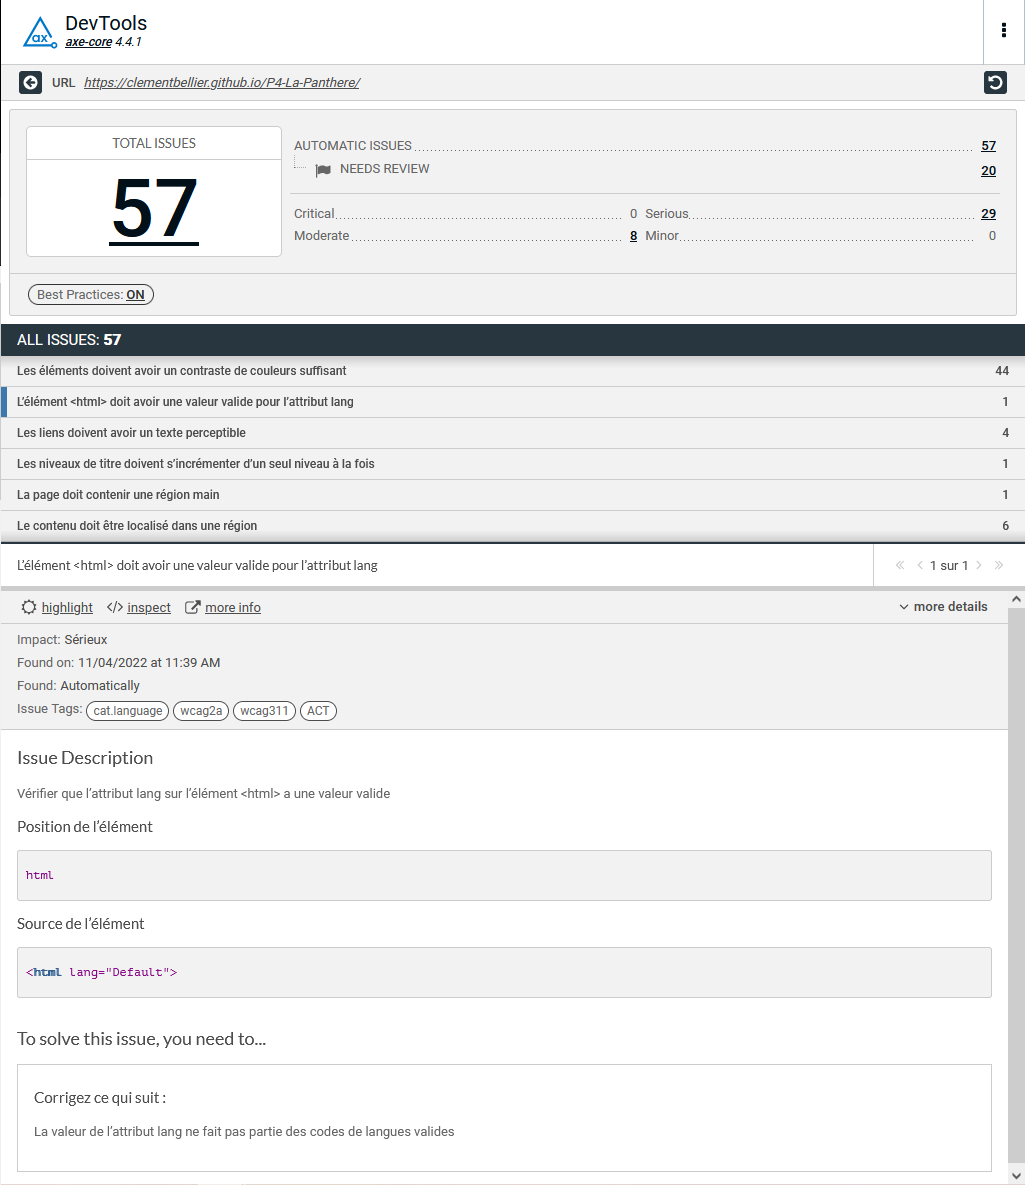 DevTools
ax
axe-core 4.4.1
URL https://clementbellier.github.io/P4-La-Panthere/
TOTAL ISSUES
57
AUTOMATIC ISSUES 57
NEEDS REVIEW 20
Critical 0 Serious 29
Moderate 8 Minor 0
Best Practices: ON
ALL ISSUES: 57
Les éléments doivent avoir un contraste de couleurs suffisant 44
L'élément <html> doit avoir une valeur valide pour l'attribut lang 1
Les liens doivent avoir un texte perceptible 4
Les niveaux de titre doivent s'incrémenter d'un seul niveau à la fois 1
La page doit contenir une région main 1
Le contenu doit être localisé dans une région 6
L'élément <html> doit avoir une valeur valide pour l'attribut lang « < 1 sur 1 > »
highlight </> inspect more info more details
Impact: Sérieux
Found on: 11/04/2022 at 11:39 AM
Found: Automatically
Issue Tags: cat.language wcag2a wcag311 ACT
Issue Description
Vérifier que l'attribut lang sur l'élément <html> a une valeur valide
Position de l'élément
html
Source de l'élément
<html lang="Default">
To solve this issue, you need to...
Corrigez ce qui suit :
La valeur de l'attribut lang ne fait pas partie des codes de langues valides